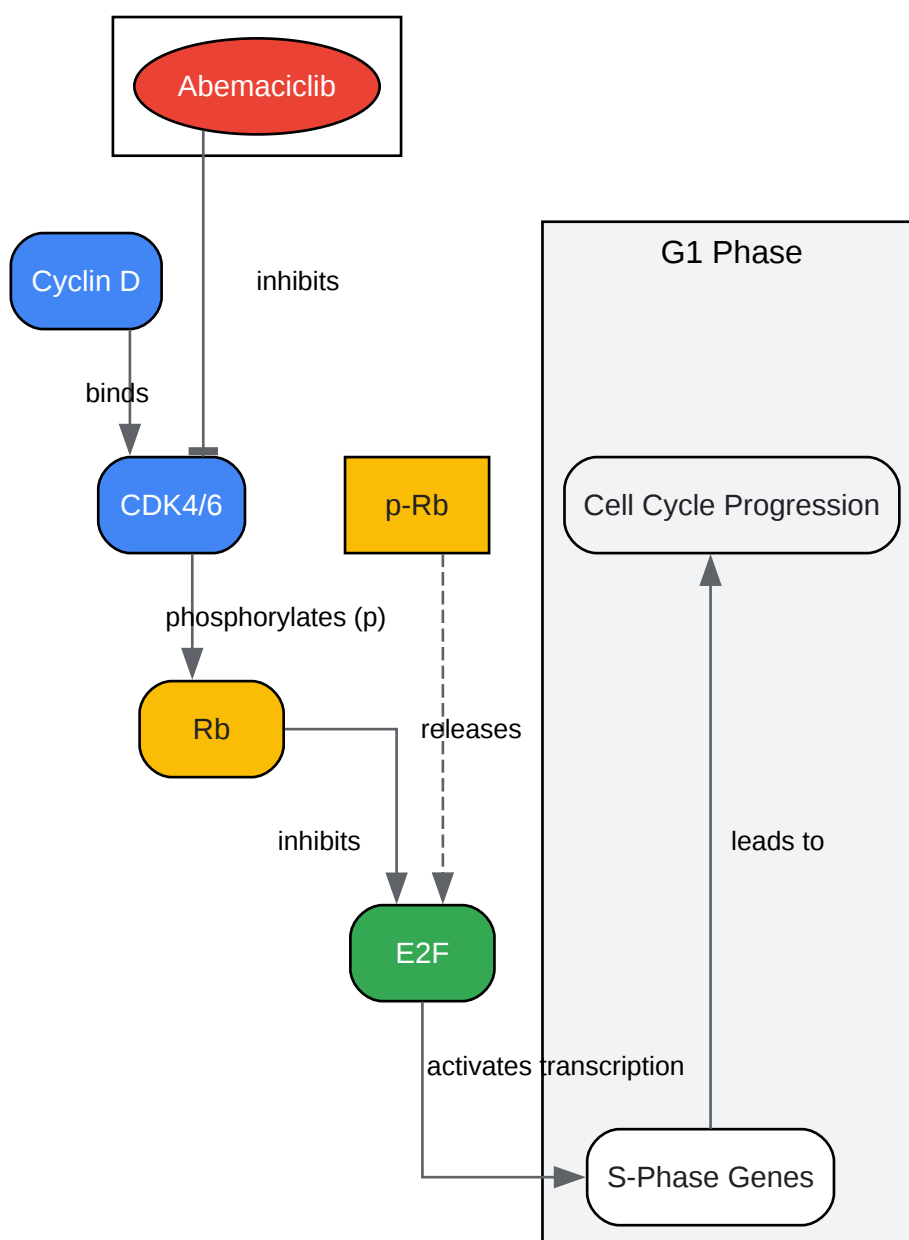 Abemaciclib
inhibits
G1 Phase
Cyclin D
binds
CDK4/6
p-Rb
Cell Cycle Progression
phosphorylates (p)
Rb
releases
inhibits
leads to
E2F
activates transcription
S-Phase Genes